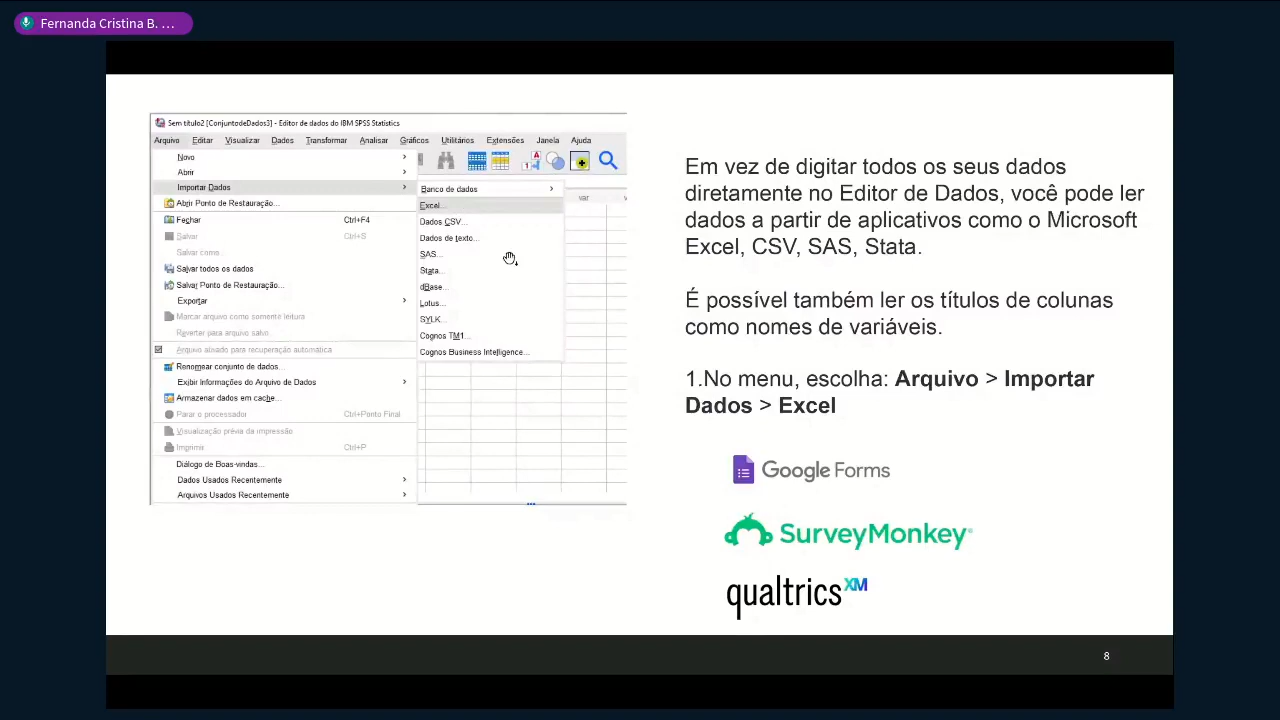 Fernanda Cristina B. ...
Sem título2 [ConjuntodeDados3] - Editor de dados do IBM SPSS Statistics
Arquivo Editar Visualizar Dados Transformar Analisar Gráficos Utilitários Extensões Janela Ajuda
Novo
Abrir
Importar Dados
Abrir Ponto de Restauração...
Fechar Ctrl+F4
Salvar Ctrl+S
Salvar como...
Salvar todos os dados
Salvar Ponto de Restauração...
Exportar
Marcar arquivo como somente leitura
Reverter para arquivo salvo
Arquivo ativado para recuperação automática
Renomear conjunto de dados...
Exibir Informações do Arquivo de Dados
Armazenar dados em cache...
Parar o processador Ctrl+Ponto Final
Visualização prévia da impressão
Imprimir Ctrl+P
Diálogo de Boas-vindas...
Dados Usados Recentemente
Arquivos Usados Recentemente
Banco de dados
Excel...
Dados CSV...
Dados de texto...
SAS...
Stata...
dBase...
Lotus...
SYLK...
Cognos TM1...
Cognos Business Intelligence...
var
Em vez de digitar todos os seus dados
diretamente no Editor de Dados, você pode ler
dados a partir de aplicativos como o Microsoft
Excel, CSV, SAS, Stata.
É possível também ler os títulos de colunas
como nomes de variáveis.
1.No menu, escolha: Arquivo > Importar
Dados > Excel
Google Forms
SurveyMonkey
qualtrics XM
8